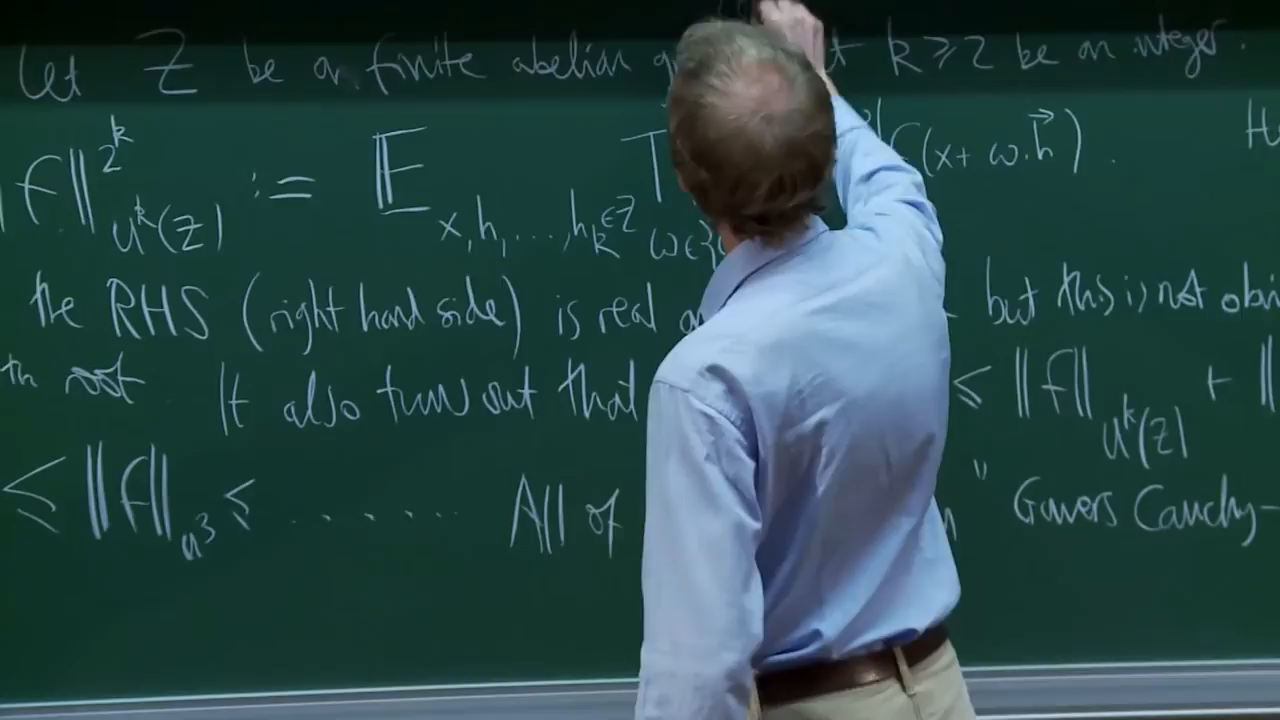 Let Z be a finite abelian g t k ⩾ 2 be an integer.
f‖^{2^k}_{U^k(Z)} := 𝔼_{x,h_1,...,h_k∈Z} ω∈{ (x+ω.h⃗).
the RHS (right hand side) is real but this is not obvi
th root. It also turns out that ≤ ‖f‖_{U^k(Z)} + ‖
≤ ‖f‖_{U^3} ≤ ........ All of " Gowers Cauchy-